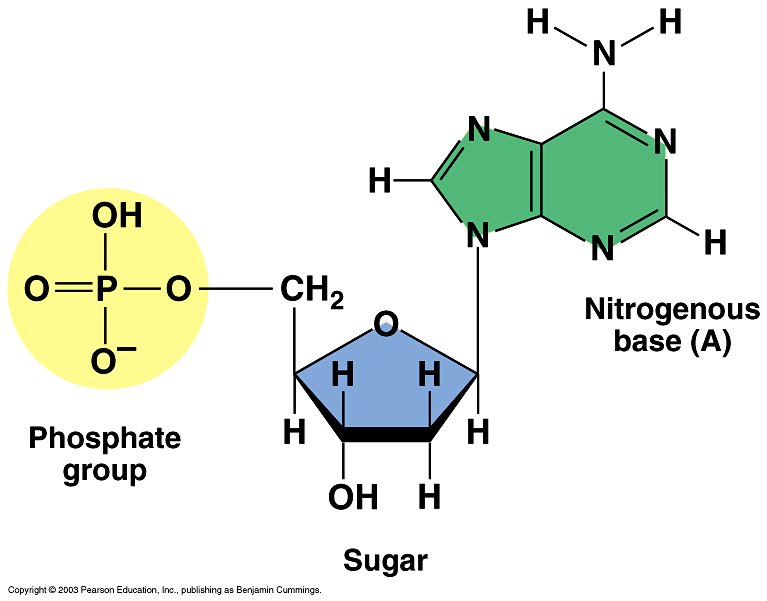 H H
N
N N
H
OH
N N H
O P O CH2
O
O−
Nitrogenous
base (A)
H H
H H
Phosphate
group
OH H
Sugar
Copyright © 2003 Pearson Education, Inc., publishing as Benjamin Cummings.